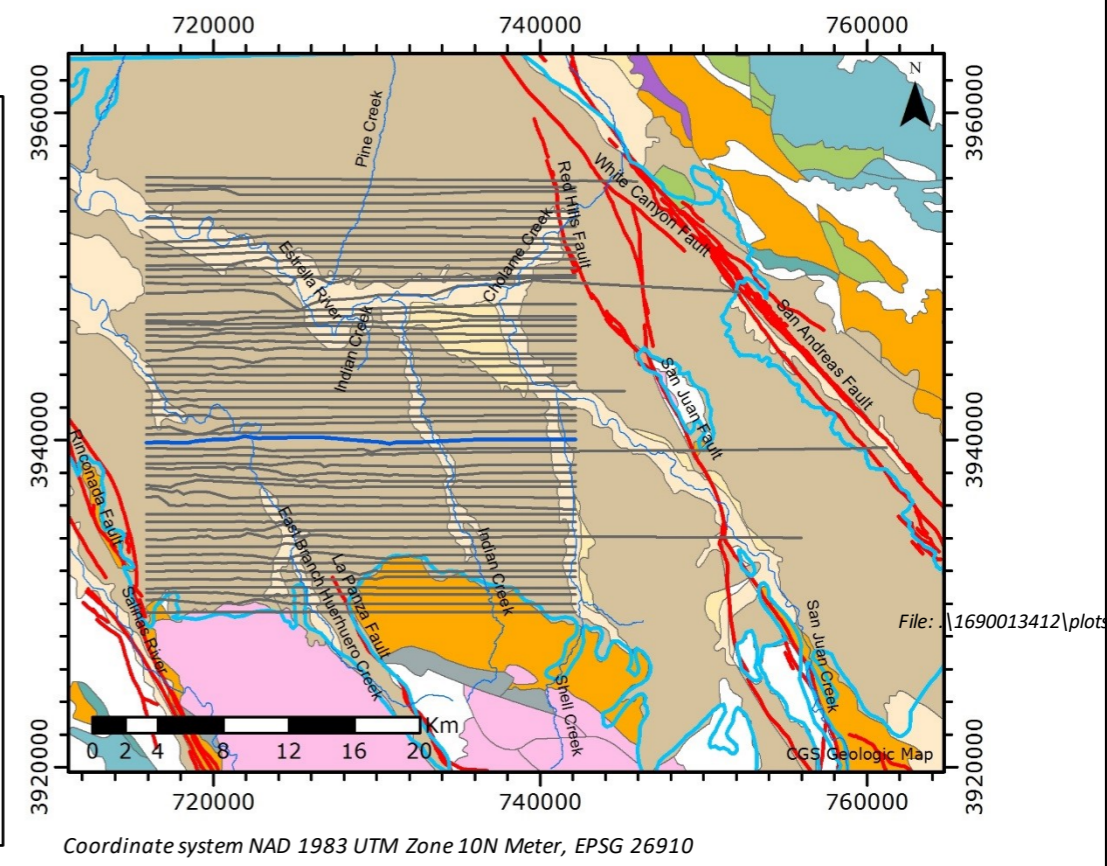 720000 740000 760000
3960000
3940000
3920000
3960000
3940000
3920000
N
Pine Creek
White Canyon Fault
Red Hills Fault
Cholame Creek
Estrella River
Indian Creek
San Andreas Fault
San Juan Fault
Rinconada Fault
East Branch Huerhuero Creek
La Panza Fault
Indian Creek
Salinas River
San Juan Creek
Shell Creek
File: .\1690013412\plots
Km
0 2 4 8 12 16 20
CGS Geologic Map
720000 740000 760000
Coordinate system NAD 1983 UTM Zone 10N Meter, EPSG 26910